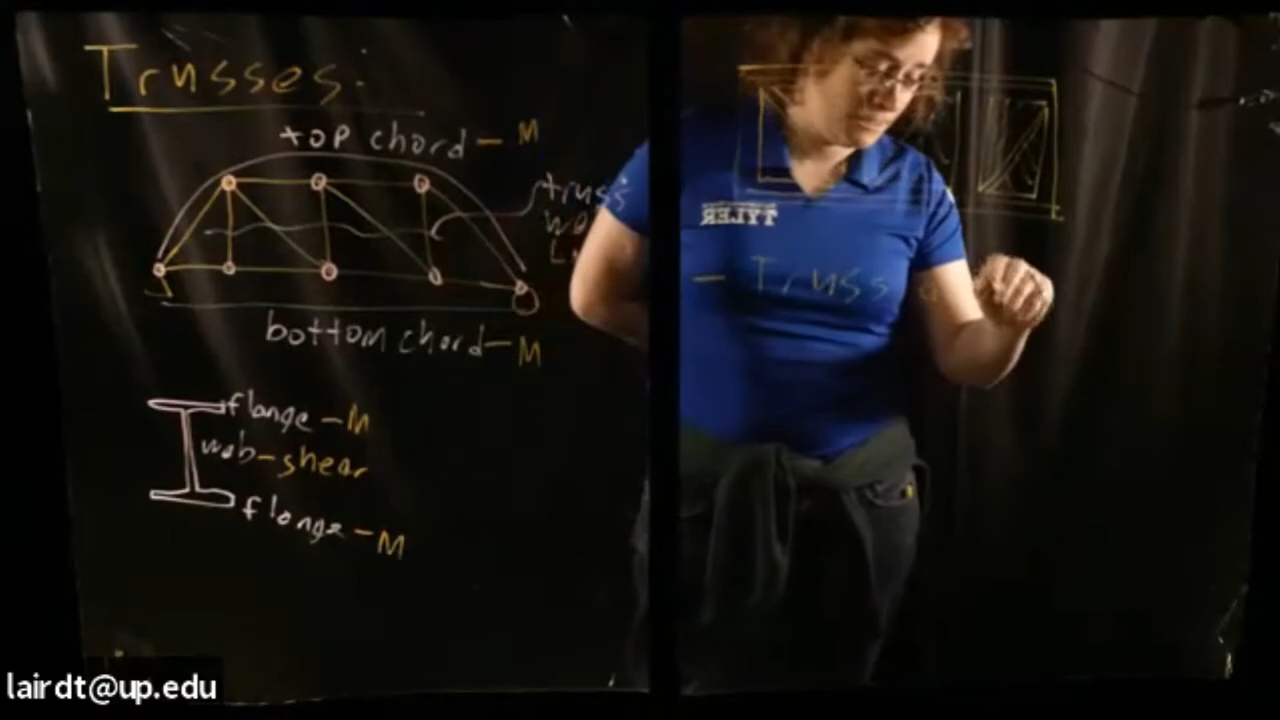 Trusses:
top chord - M
truss
bottom chord - M
flange - M
web - shear
flange - M
TYLER
- Truss
lairdt@up.edu